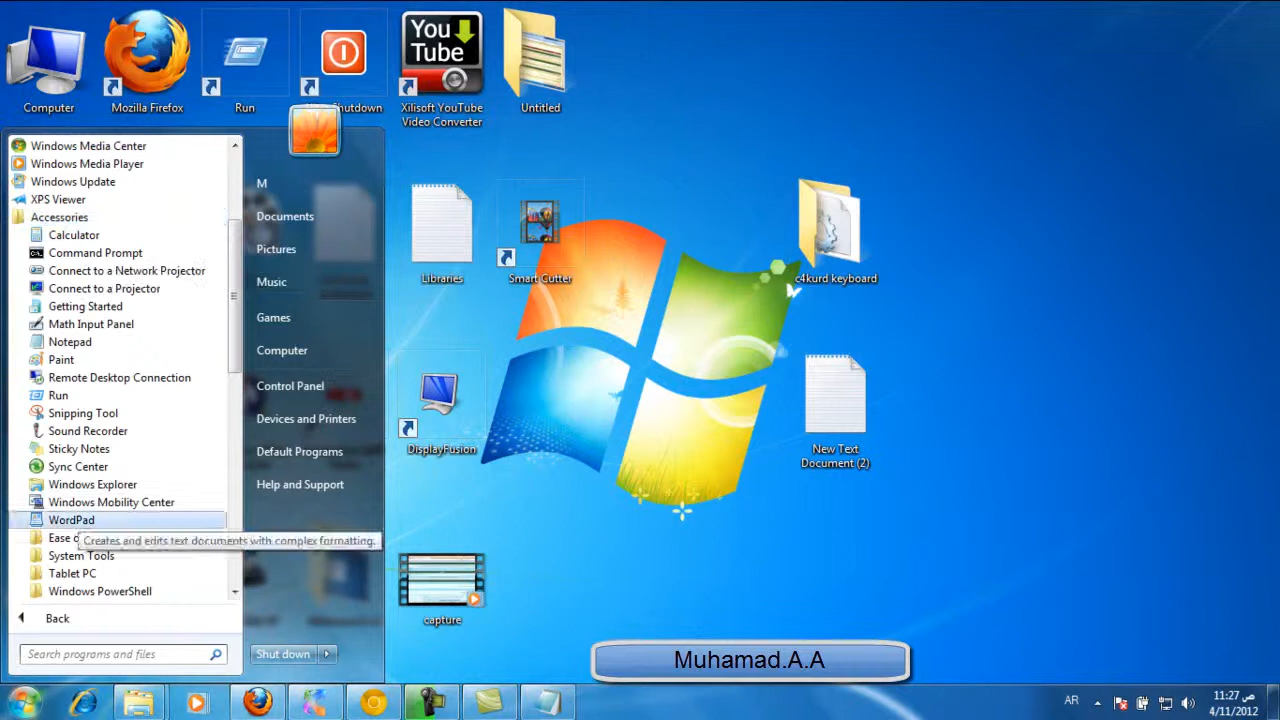 You
Tube
Computer
Mozilla Firefox
Run
Shutdown
Xilisoft YouTube
Video Converter
Untitled
Windows Media Center
Windows Media Player
Windows Update
XPS Viewer
Accessories
Calculator
Command Prompt
Connect to a Network Projector
Connect to a Projector
Getting Started
Math Input Panel
Notepad
Paint
Remote Desktop Connection
Run
Snipping Tool
Sound Recorder
Sticky Notes
Sync Center
Windows Explorer
Windows Mobility Center
WordPad
Ease o
Creates and edits text documents with complex formatting.
System Tools
Tablet PC
Windows PowerShell
Back
Search programs and files
M
Documents
Pictures
Music
Games
Computer
Control Panel
Devices and Printers
Default Programs
Help and Support
Shut down
Libraries
Smart Cutter
c4kurd keyboard
DisplayFusion
New Text
Document (2)
capture
Muhamad.A.A
AR
11:27 ص
4/11/2012